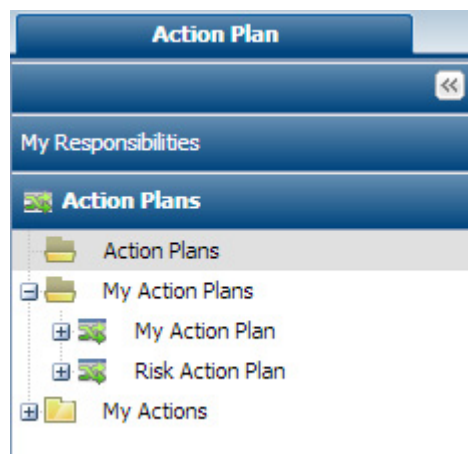 Action Plan
My Responsibilities
Action Plans
Action Plans
My Action Plans
My Action Plan
Risk Action Plan
My Actions